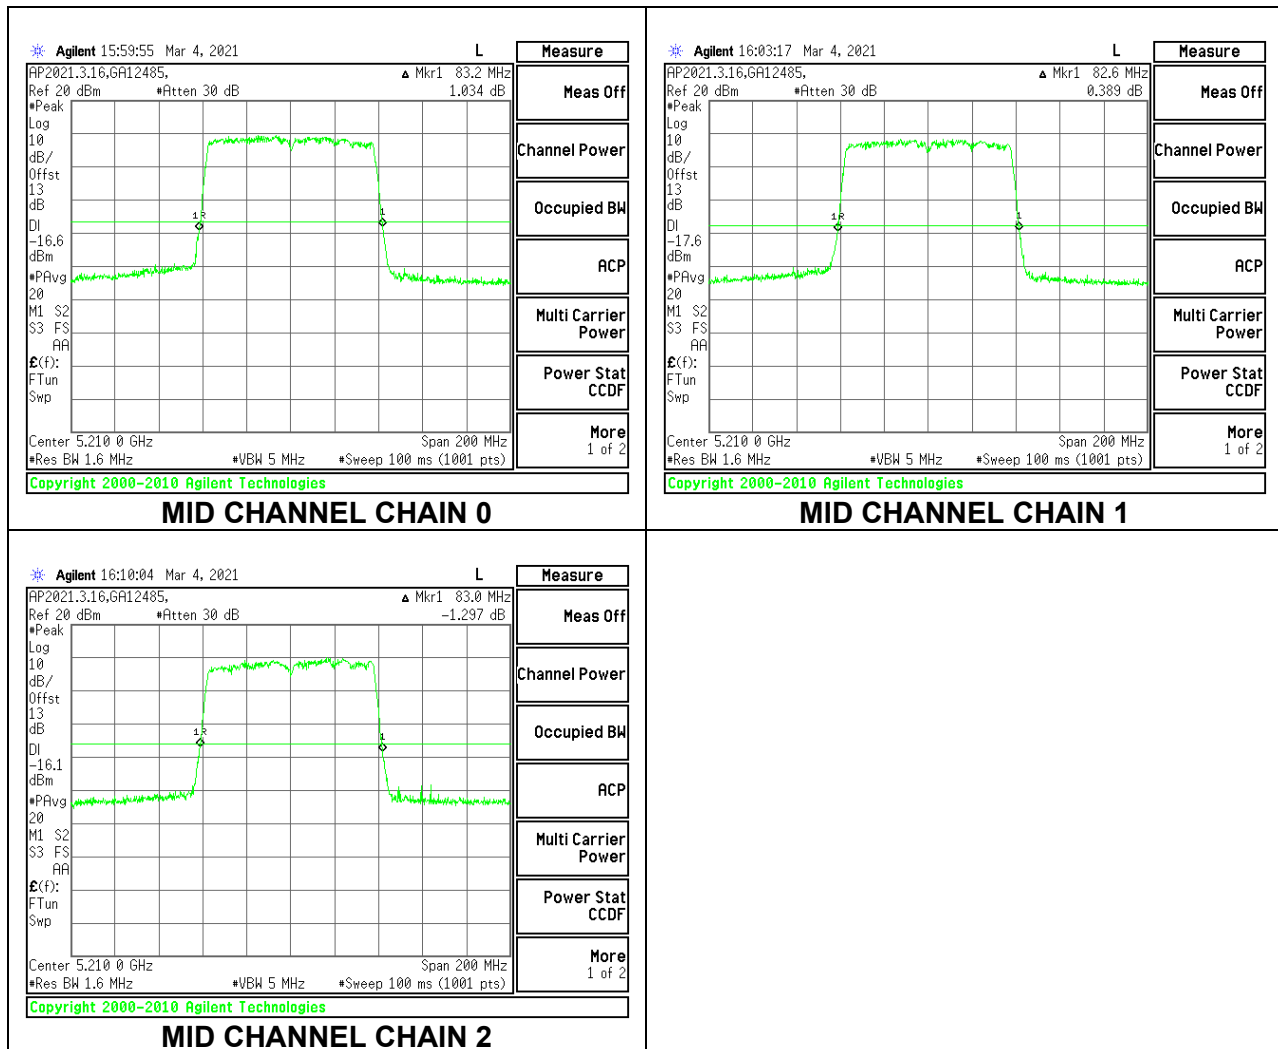 Agilent 15:59:55 Mar 4, 2021 L Measure
AP2021.3.16,GA12485, Δ Mkr1 83.2 MHz
Ref 20 dBm #Atten 30 dB 1.034 dB
Meas Off
#Peak
Log
10
dB/
Offst
13
dB
DI
-16.6
dBm
#PAvg
20
M1 S2
S3 FS
AA
£(f):
FTun
Swp
1R
1
Channel Power
Occupied BW
ACP
Multi Carrier
Power
Power Stat
CCDF
More
1 of 2
Center 5.210 0 GHz Span 200 MHz
#Res BW 1.6 MHz #VBW 5 MHz #Sweep 100 ms (1001 pts)
Copyright 2000-2010 Agilent Technologies
MID CHANNEL CHAIN 0
Agilent 16:03:17 Mar 4, 2021 L Measure
AP2021.3.16,GA12485, Δ Mkr1 82.6 MHz
Ref 20 dBm #Atten 30 dB 0.389 dB
Meas Off
#Peak
Log
10
dB/
Offst
13
dB
DI
-17.6
dBm
#PAvg
20
M1 S2
S3 FS
AA
£(f):
FTun
Swp
1R
1
Channel Power
Occupied BW
ACP
Multi Carrier
Power
Power Stat
CCDF
More
1 of 2
Center 5.210 0 GHz Span 200 MHz
#Res BW 1.6 MHz #VBW 5 MHz #Sweep 100 ms (1001 pts)
Copyright 2000-2010 Agilent Technologies
MID CHANNEL CHAIN 1
Agilent 16:10:04 Mar 4, 2021 L Measure
AP2021.3.16,GA12485, Δ Mkr1 83.0 MHz
Ref 20 dBm #Atten 30 dB -1.297 dB
Meas Off
#Peak
Log
10
dB/
Offst
13
dB
DI
-16.1
dBm
#PAvg
20
M1 S2
S3 FS
AA
£(f):
FTun
Swp
1R
1
Channel Power
Occupied BW
ACP
Multi Carrier
Power
Power Stat
CCDF
More
1 of 2
Center 5.210 0 GHz Span 200 MHz
#Res BW 1.6 MHz #VBW 5 MHz #Sweep 100 ms (1001 pts)
Copyright 2000-2010 Agilent Technologies
MID CHANNEL CHAIN 2